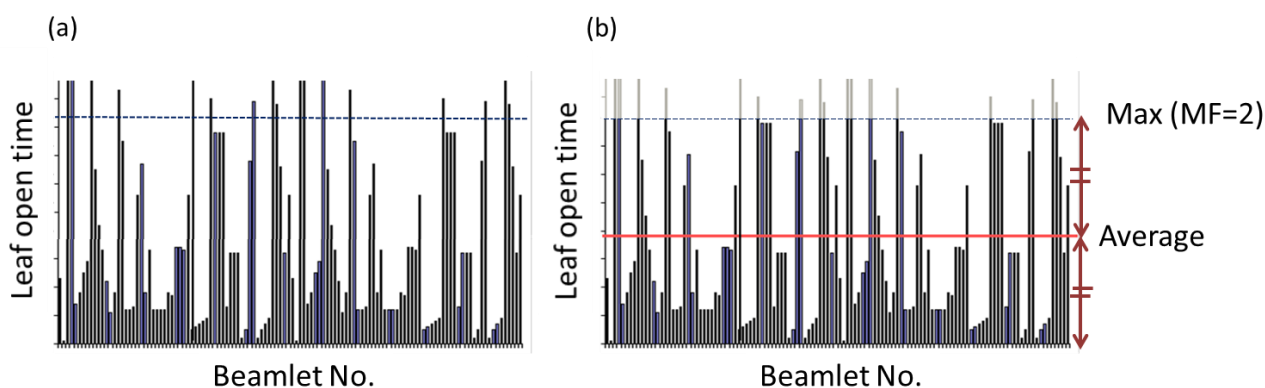 (a)
Leaf open time
Beamlet No.
(b)
Leaf open time
Max (MF=2)
Average
Beamlet No.